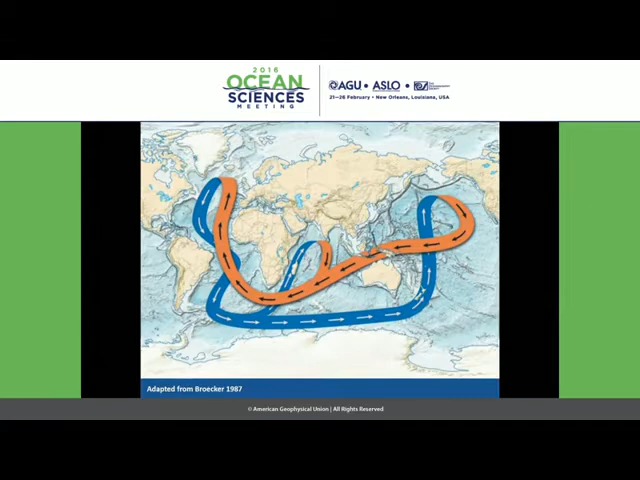 2016
OCEAN
SCIENCES
MEETING
AGU • ASLO • TOS
21–26 February • New Orleans, Louisiana, USA
Adapted from Broecker 1987
© American Geophysical Union | All Rights Reserved